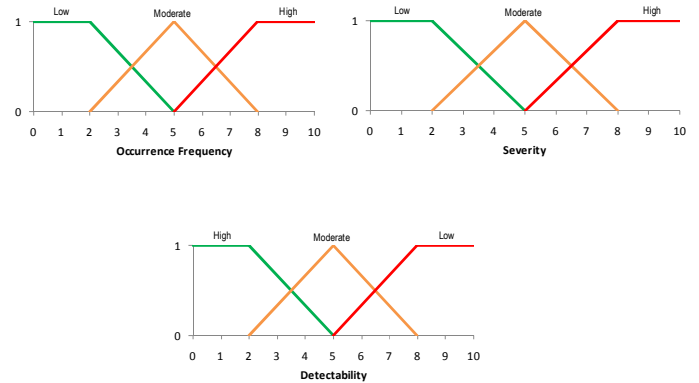 Low Moderate High
1
0
0 1 2 3 4 5 6 7 8 9 10
Occurrence Frequency
Low Moderate High
1
0
0 1 2 3 4 5 6 7 8 9 10
Severity
High Moderate Low
1
0
0 1 2 3 4 5 6 7 8 9 10
Detectability